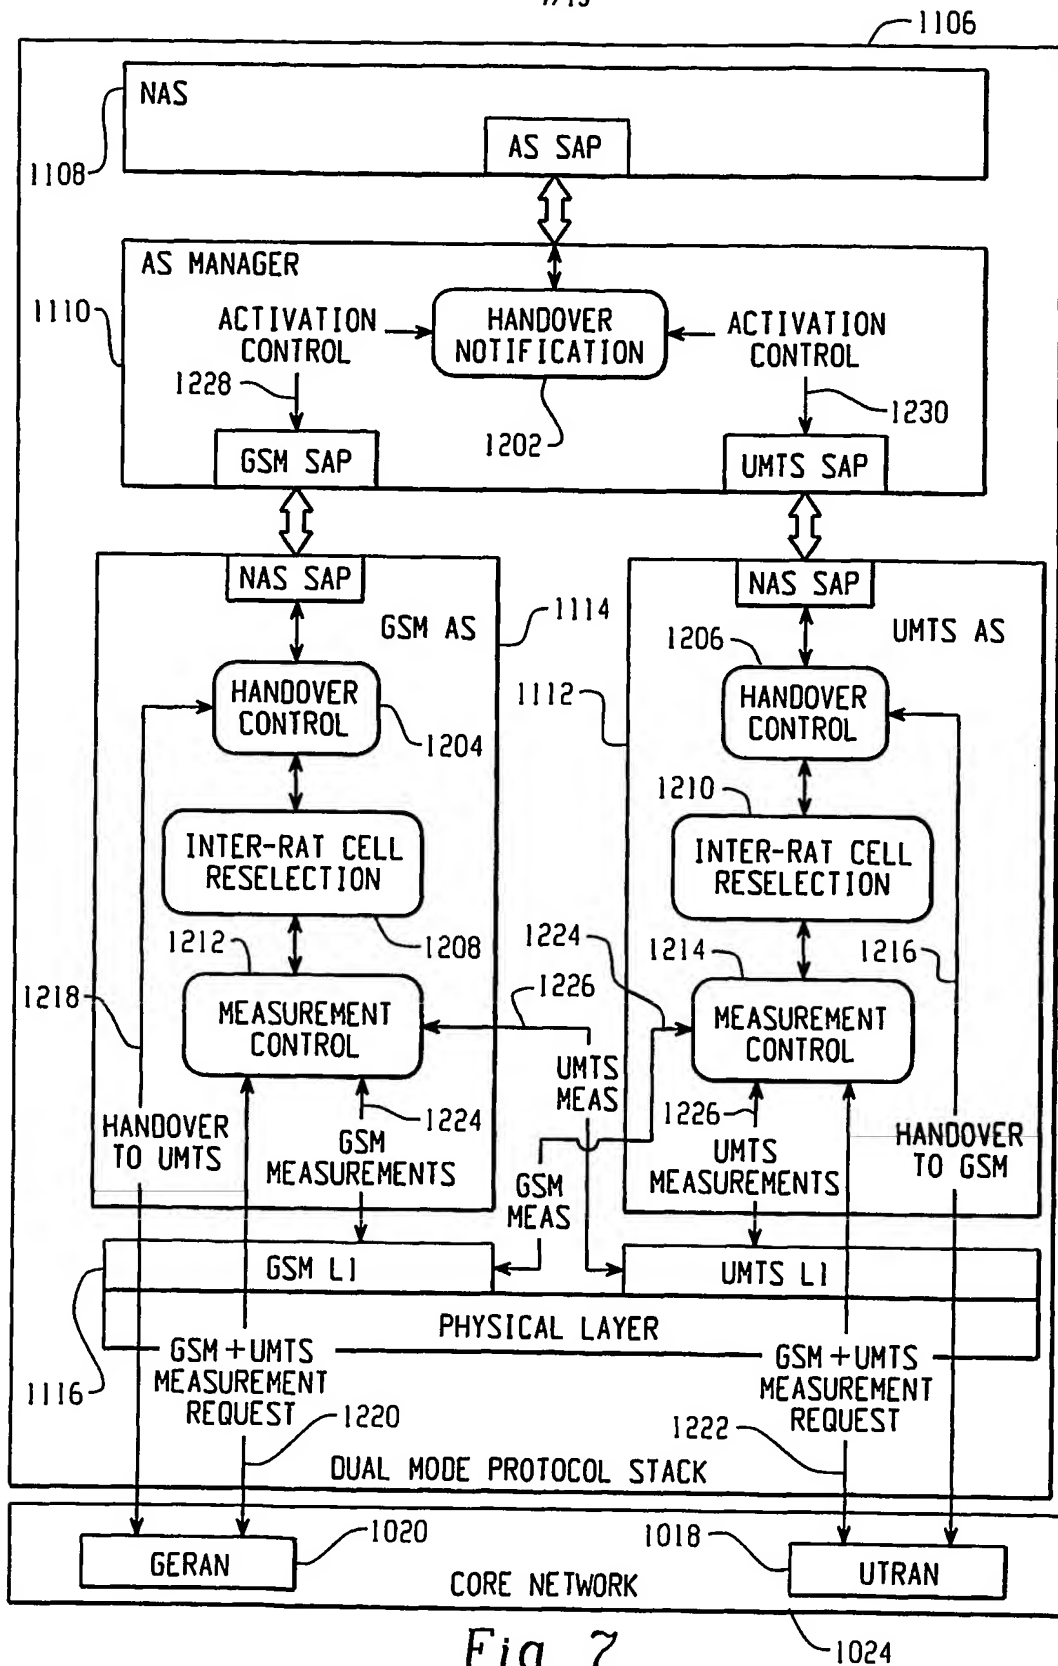 7/15
1106
NAS
AS SAP
1108
AS MANAGER
1110
ACTIVATION
CONTROL
HANDOVER
NOTIFICATION
ACTIVATION
CONTROL
1228
1202
1230
GSM SAP
UMTS SAP
NAS SAP
NAS SAP
GSM AS
1114
UMTS AS
1206
1112
HANDOVER
CONTROL
1204
HANDOVER
CONTROL
1210
INTER-RAT CELL
RESELECTION
INTER-RAT CELL
RESELECTION
1212
1208
1224
1214
1216
1218
1226
MEASUREMENT
CONTROL
MEASUREMENT
CONTROL
UMTS
MEAS
1224
1226
HANDOVER
TO UMTS
GSM
MEASUREMENTS
GSM
MEAS
UMTS
MEASUREMENTS
HANDOVER
TO GSM
GSM L1
UMTS L1
PHYSICAL LAYER
1116
GSM+UMTS
MEASUREMENT
REQUEST
GSM+UMTS
MEASUREMENT
REQUEST
1220
1222
DUAL MODE PROTOCOL STACK
1020
1018
GERAN
UTRAN
CORE NETWORK
1024
Fig 7